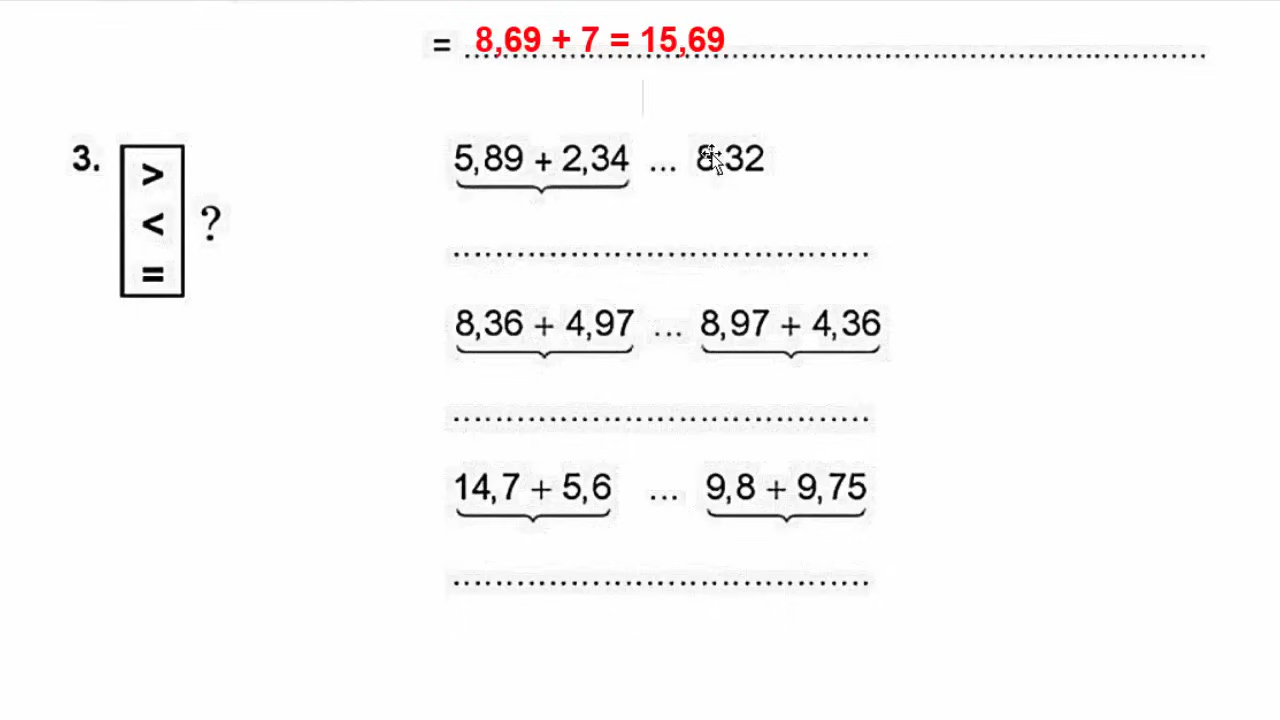 = 8,69 + 7 = 15,69
3. > < = ?
5,89 + 2,34 ... 8,32
8,36 + 4,97 ... 8,97 + 4,36
14,7 + 5,6 ... 9,8 + 9,75